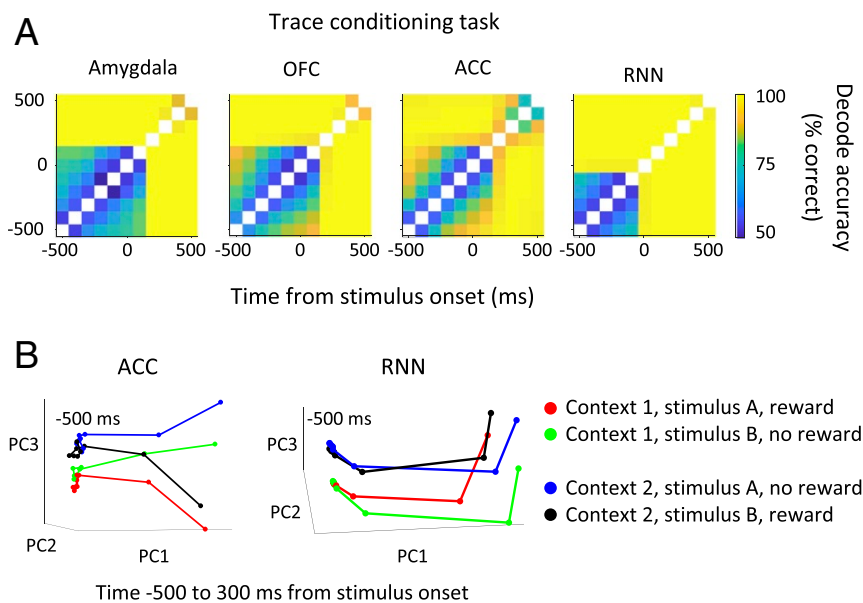 A
Trace conditioning task
Amygdala
OFC
ACC
RNN
500
0
-500
-500 0 500
-500 0 500
-500 0 500
-500 0 500
100
75
50
Decode accuracy
(% correct)
Time from stimulus onset (ms)
B
ACC
RNN
-500 ms
PC3
PC2
PC1
-500 ms
PC3
PC2
PC1
Context 1, stimulus A, reward
Context 1, stimulus B, no reward
Context 2, stimulus A, no reward
Context 2, stimulus B, reward
Time -500 to 300 ms from stimulus onset